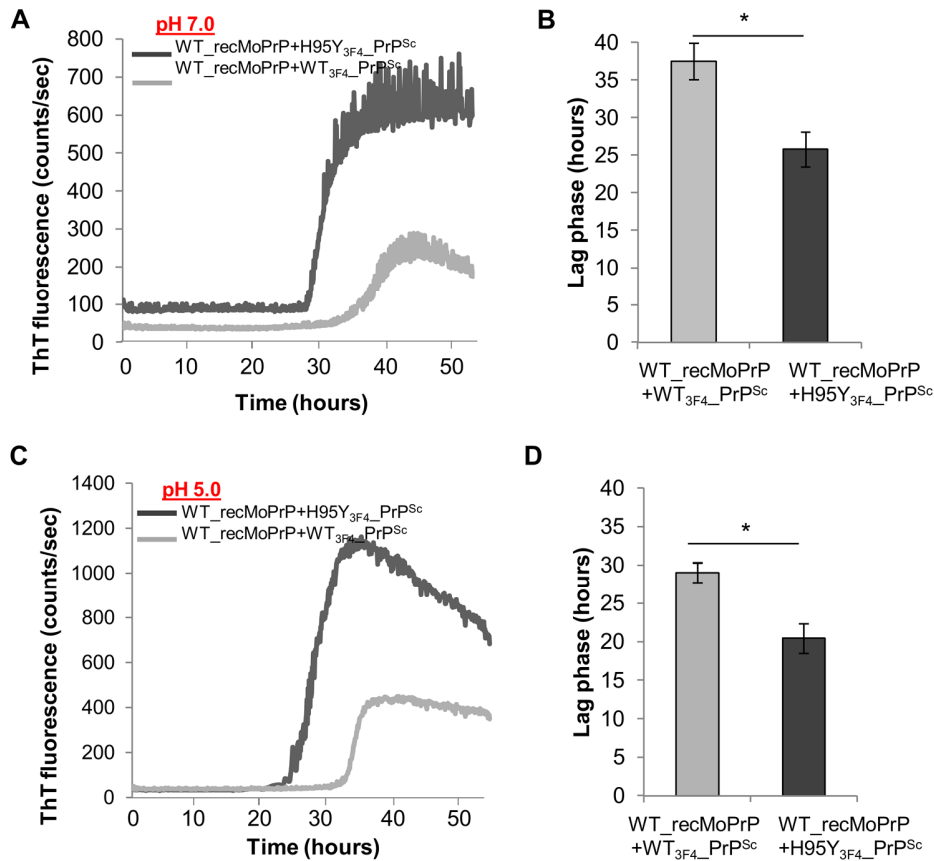 A
pH 7.0
WT_recMoPrP+H95Y3F4_PrPSc
WT_recMoPrP+WT3F4_PrPSc
ThT fluorescence (counts/sec)
800
700
600
500
400
300
200
100
0
0 10 20 30 40 50
Time (hours)
B
*
Lag phase (hours)
40
35
30
25
20
15
10
5
0
WT_recMoPrP
+WT3F4_PrPSc
WT_recMoPrP
+H95Y3F4_PrPSc
C
pH 5.0
WT_recMoPrP+H95Y3F4_PrPSc
WT_recMoPrP+WT3F4_PrPSc
ThT fluorescence (counts/sec)
1400
1200
1000
800
600
400
200
0
0 10 20 30 40 50
Time (hours)
D
*
Lag phase (hours)
40
35
30
25
20
15
10
5
0
WT_recMoPrP
+WT3F4_PrPSc
WT_recMoPrP
+H95Y3F4_PrPSc